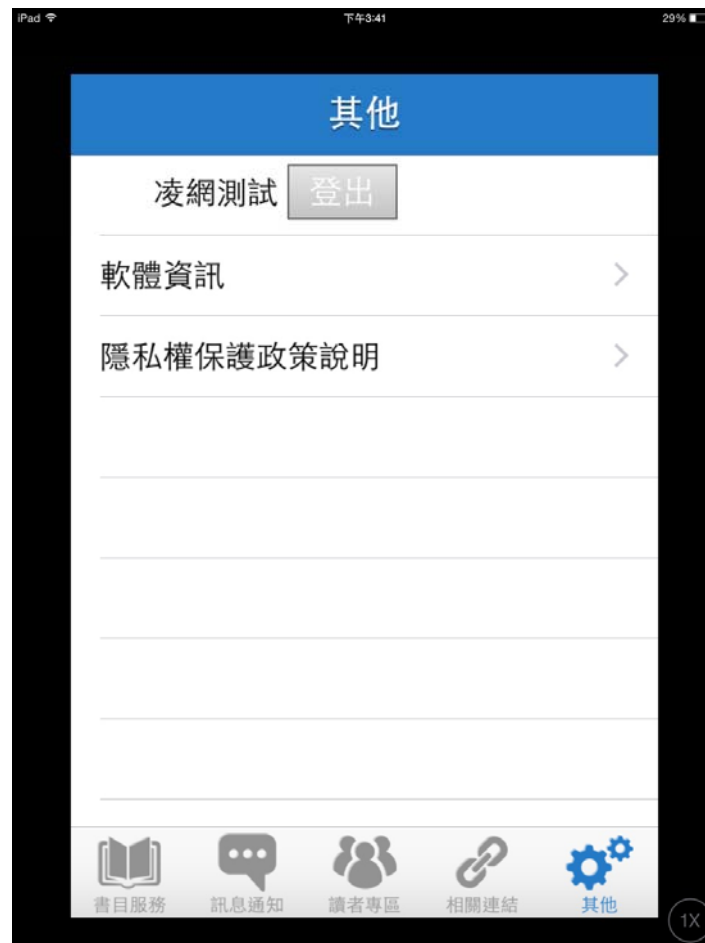 iPad 下午3:41 29%
其他
凌網測試 登出
軟體資訊
隱私權保護政策說明
書目服務 訊息通知 讀者專區 相關連結 其他
1X